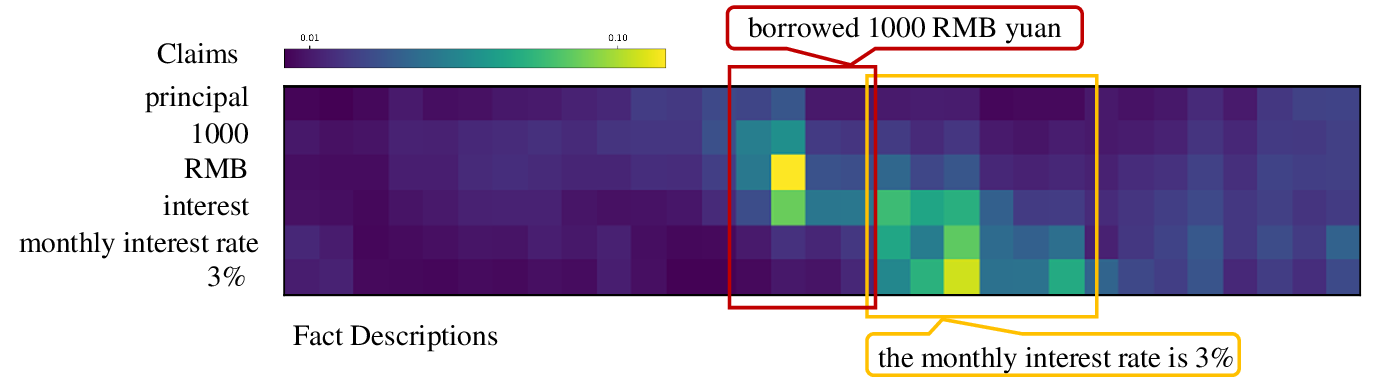 borrowed 1000 RMB yuan
0.01 0.10
Claims
principal
1000
RMB
interest
monthly interest rate
3%
Fact Descriptions
the monthly interest rate is 3%